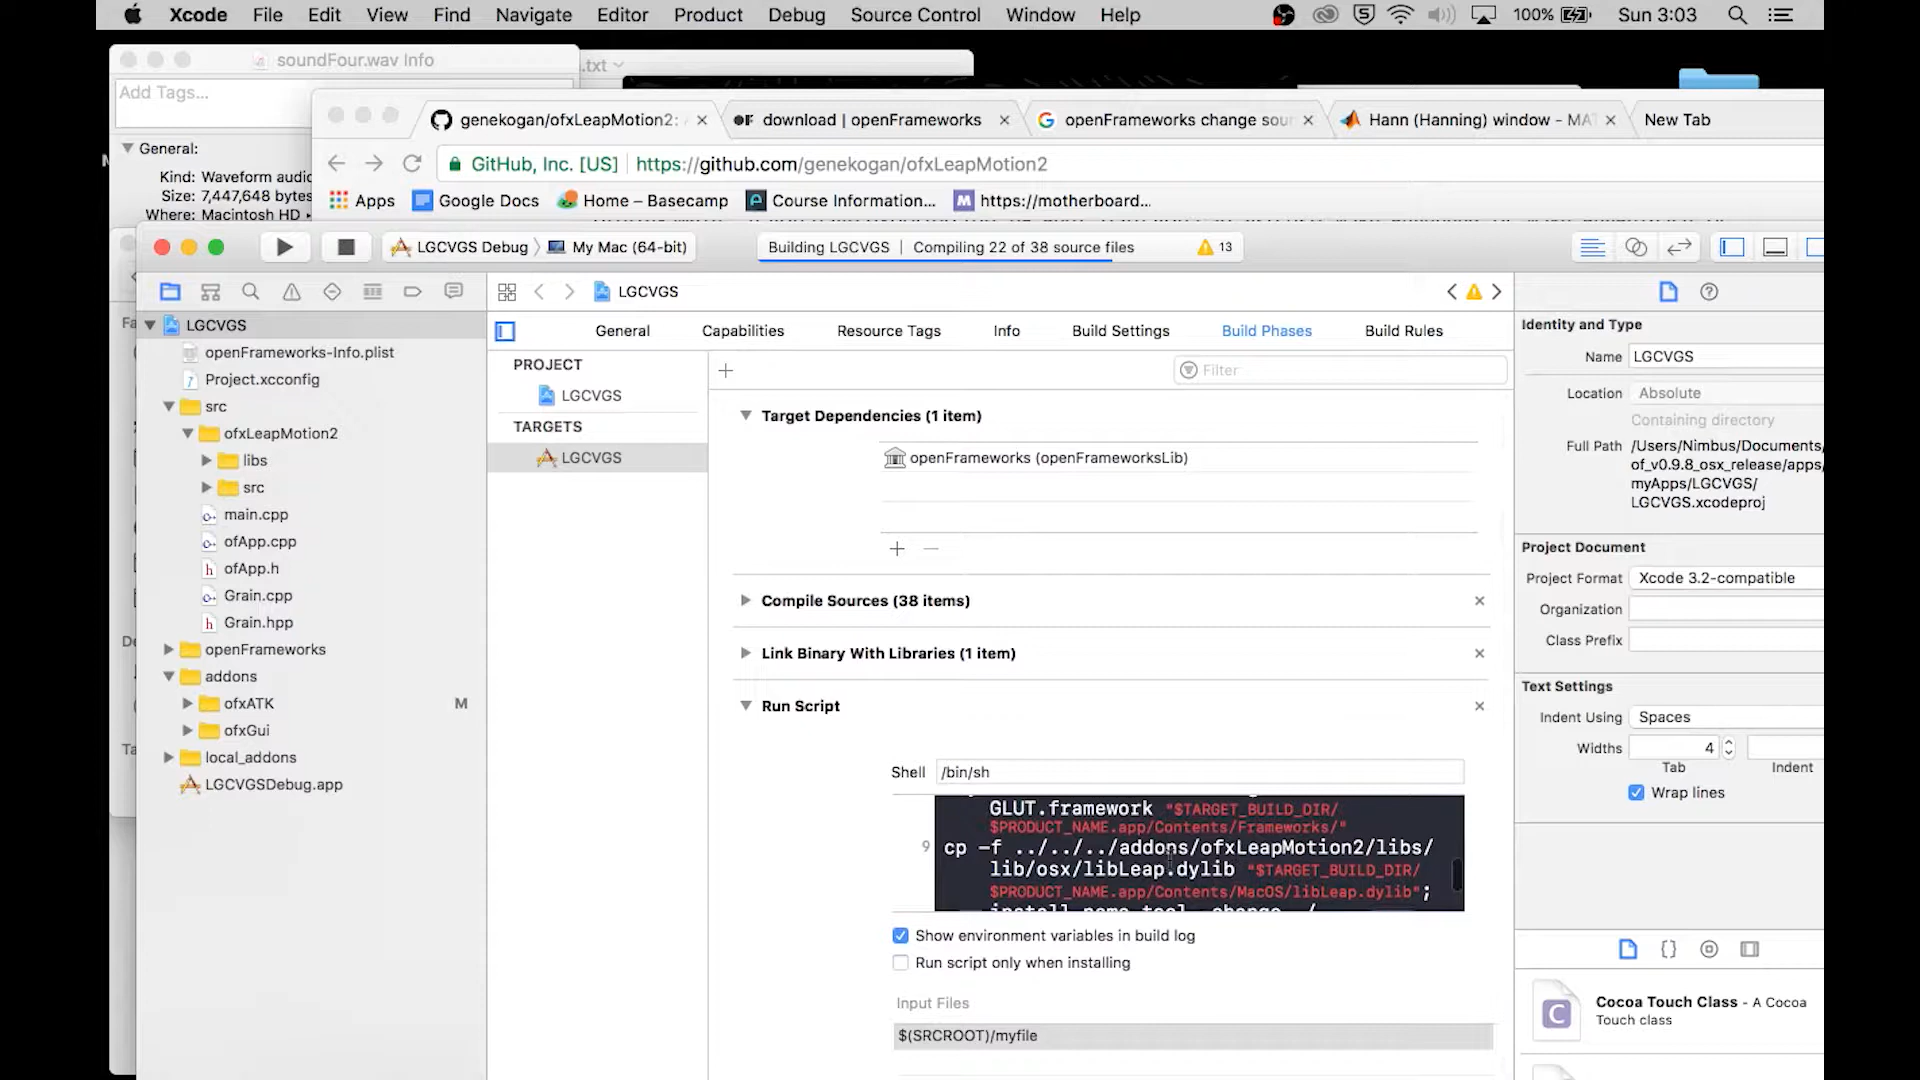 Xcode File Edit View Find Navigate Editor Product Debug Source Control Window Help 100% Sun 3:03
soundFour.wav Info
.txt
Add Tags...
General:
Kind: Waveform audio
Size: 7,447,648 bytes
Where: Macintosh HD
genekogan/ofxLeapMotion2:
download | openFrameworks
openFrameworks change sou
Hann (Hanning) window - MA
New Tab
GitHub, Inc. [US] https://github.com/genekogan/ofxLeapMotion2
Apps Google Docs Home – Basecamp Course Information... https://motherboard...
LGCVGS Debug My Mac (64-bit)
Building LGCVGS | Compiling 22 of 38 source files 13
LGCVGS
openFrameworks-Info.plist
Project.xcconfig
src
ofxLeapMotion2
libs
src
main.cpp
ofApp.cpp
ofApp.h
Grain.cpp
Grain.hpp
openFrameworks
addons
ofxATK M
ofxGui
local_addons
LGCVGSDebug.app
Fa
De
Ta
LGCVGS
General Capabilities Resource Tags Info Build Settings Build Phases Build Rules
PROJECT
LGCVGS
TARGETS
LGCVGS
Filter
Target Dependencies (1 item)
openFrameworks (openFrameworksLib)
Compile Sources (38 items)
Link Binary With Libraries (1 item)
Run Script
Shell /bin/sh
GLUT.framework "$TARGET_BUILD_DIR/
$PRODUCT_NAME.app/Contents/Frameworks/"
9 cp -f ../../../addons/ofxLeapMotion2/libs/
lib/osx/libLeap.dylib "$TARGET_BUILD_DIR/
$PRODUCT_NAME.app/Contents/MacOS/libLeap.dylib";
install_name_tool -change ./
Show environment variables in build log
Run script only when installing
Input Files
$(SRCROOT)/myfile
Identity and Type
Name LGCVGS
Location Absolute
Containing directory
Full Path /Users/Nimbus/Documents/
of_v0.9.8_osx_release/apps/
myApps/LGCVGS/
LGCVGS.xcodeproj
Project Document
Project Format Xcode 3.2-compatible
Organization
Class Prefix
Text Settings
Indent Using Spaces
Widths 4
Tab Indent
Wrap lines
Cocoa Touch Class - A Cocoa
Touch class